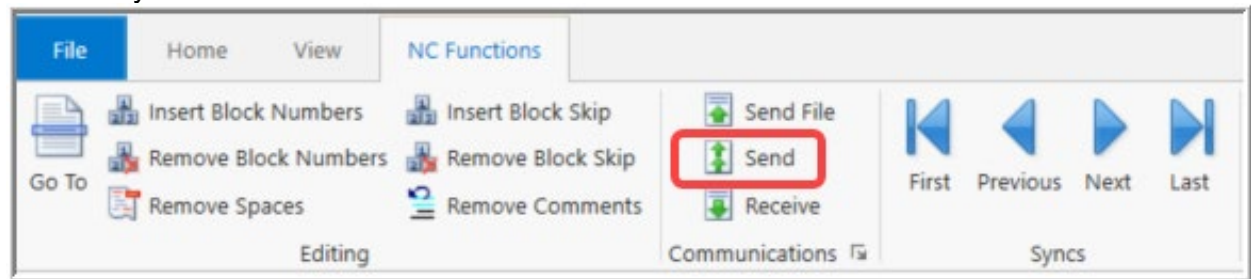 File Home View NC Functions
Insert Block Numbers Insert Block Skip Send File
Remove Block Numbers Remove Block Skip Send
Go To First Previous Next Last
Remove Spaces Remove Comments Receive
Editing Communications Syncs